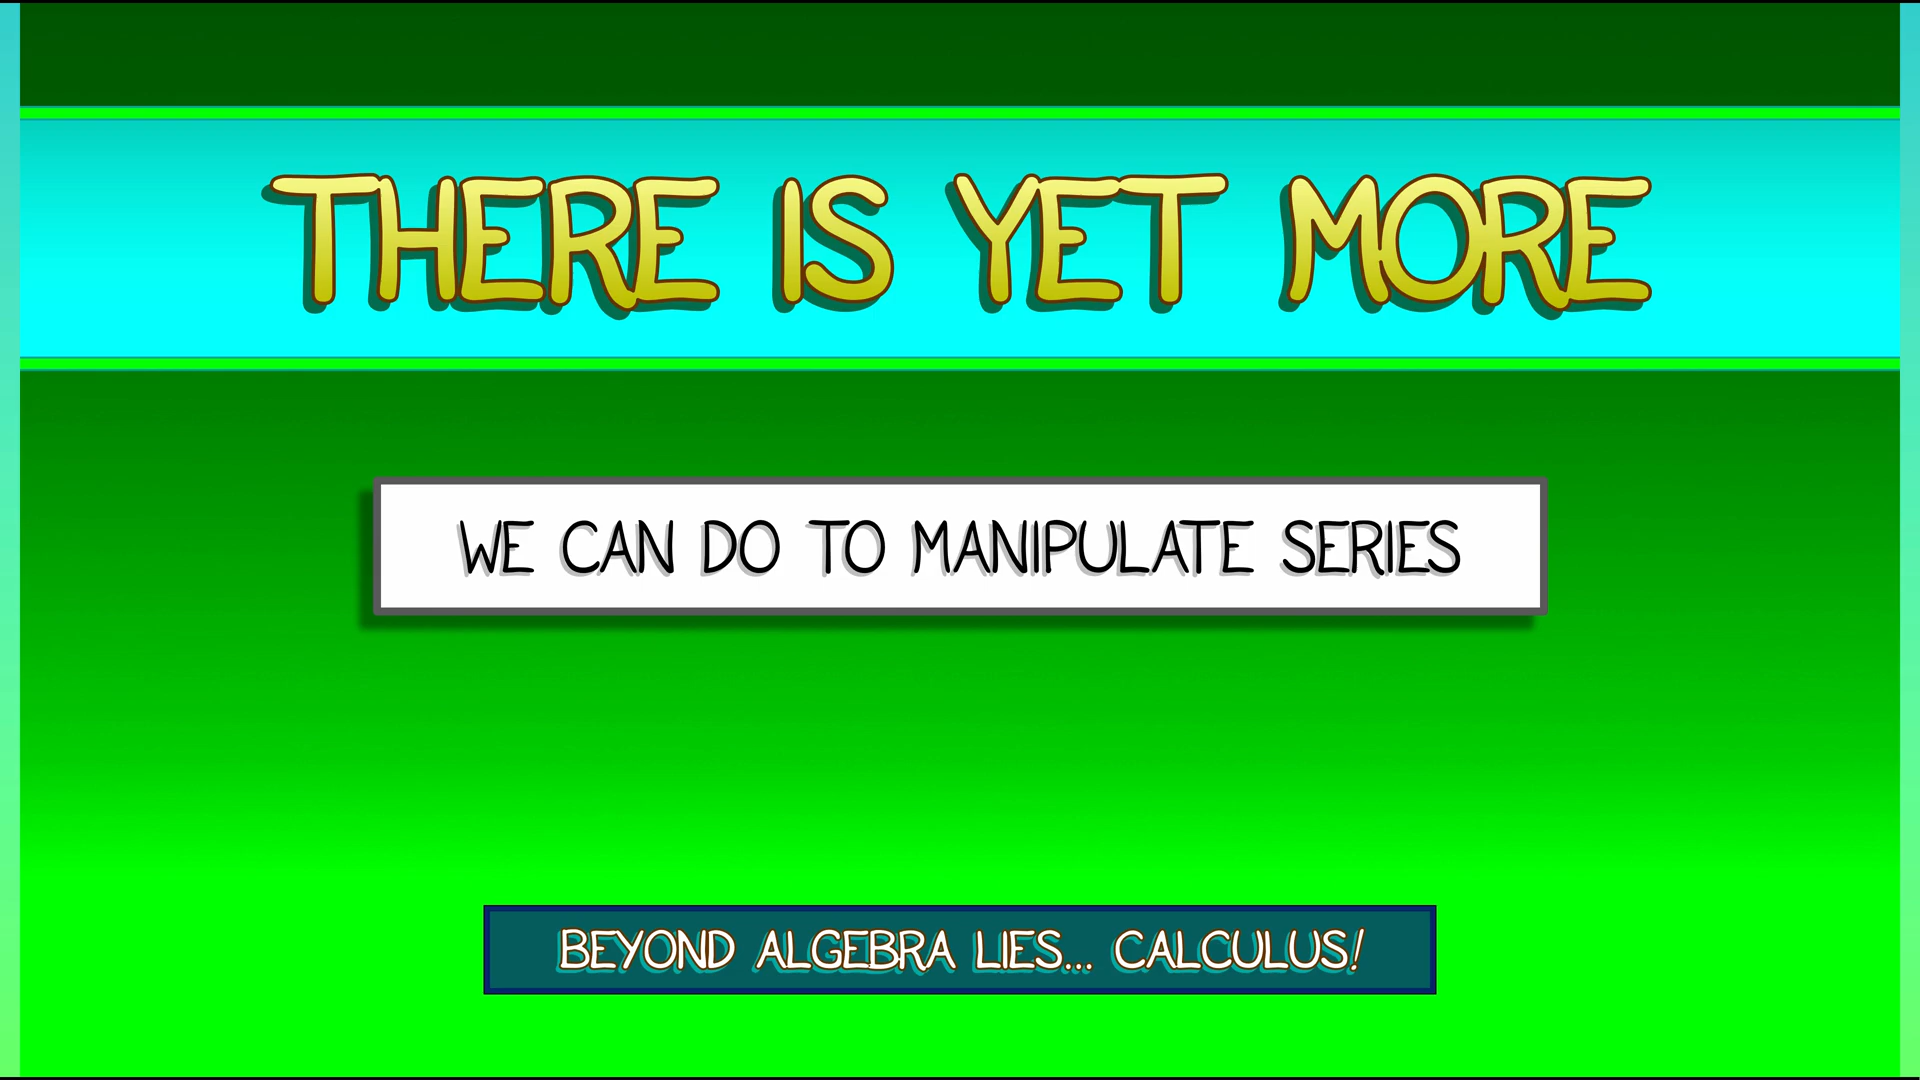 THERE IS YET MORE
WE CAN DO TO MANIPULATE SERIES
BEYOND ALGEBRA LIES... CALCULUS!